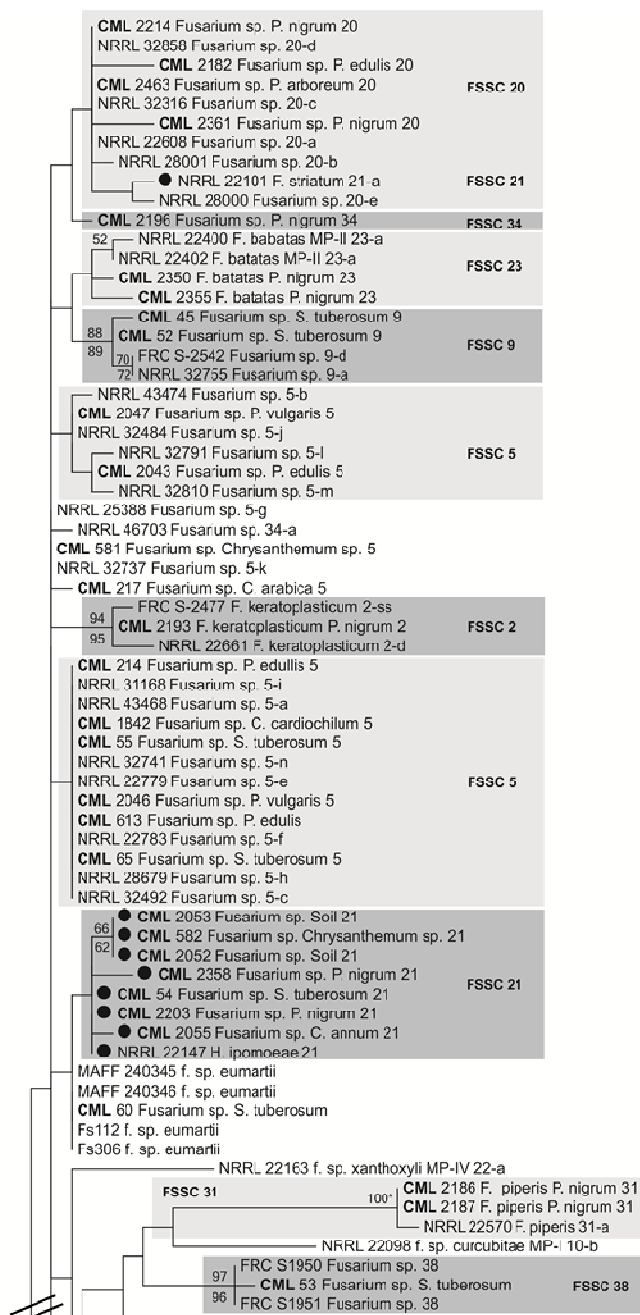 CML 2214 Fusarium sp. P. nigrum 20
NRRL 32858 Fusarium sp. 20-d
CML 2182 Fusarium sp. P. edulis 20
CML 2463 Fusarium sp. P. arboreum 20
FSSC 20
NRRL 32316 Fusarium sp. 20-c
CML 2361 Fusarium sp. P. nigrum 20
NRRL 22608 Fusarium sp. 20-a
NRRL 28001 Fusarium sp. 20-b
NRRL 22101 F. striatum 21-a
FSSC 21
NRRL 28000 Fusarium sp. 20-e
CML 2196 Fusarium sp. P. nigrum 34
FSSC 34
52
NRRL 22400 F. babatas MP-II 23-a
NRRL 22402 F. batatas MP-II 23-a
FSSC 23
CML 2350 F. batatas P. nigrum 23
CML 2355 F. batatas P. nigrum 23
CML 45 Fusarium sp. S. tuberosum 9
88
CML 52 Fusarium sp. S. tuberosum 9
FSSC 9
89
70
FRC S-2542 Fusarium sp. 9-d
72
NRRL 32755 Fusarium sp. 9-a
NRRL 43474 Fusarium sp. 5-b
CML 2047 Fusarium sp. P. vulgaris 5
NRRL 32484 Fusarium sp. 5-j
NRRL 32791 Fusarium sp. 5-l
FSSC 5
CML 2043 Fusarium sp. P. edulis 5
NRRL 32810 Fusarium sp. 5-m
NRRL 25388 Fusarium sp. 5-g
NRRL 46703 Fusarium sp. 34-a
CML 581 Fusarium sp. Chrysanthemum sp. 5
NRRL 32737 Fusarium sp. 5-k
CML 217 Fusarium sp. C. arabica 5
FRC S-2477 F. keratoplasticum 2-ss
94
CML 2193 F. keratoplasticum P. nigrum 2
FSSC 2
95
NRRL 22661 F. keratoplasticum 2-d
CML 214 Fusarium sp. P. edullis 5
NRRL 31168 Fusarium sp. 5-i
NRRL 43468 Fusarium sp. 5-a
CML 1842 Fusarium sp. C. cardiochilum 5
CML 55 Fusarium sp. S. tuberosum 5
NRRL 32741 Fusarium sp. 5-n
NRRL 22779 Fusarium sp. 5-e
FSSC 5
CML 2046 Fusarium sp. P. vulgaris 5
CML 613 Fusarium sp. P. edulis
NRRL 22783 Fusarium sp. 5-f
CML 65 Fusarium sp. S. tuberosum 5
NRRL 28679 Fusarium sp. 5-h
NRRL 32492 Fusarium sp. 5-c
CML 2053 Fusarium sp. Soil 21
66
CML 582 Fusarium sp. Chrysanthemum sp. 21
62
CML 2052 Fusarium sp. Soil 21
CML 2358 Fusarium sp. P. nigrum 21
FSSC 21
CML 54 Fusarium sp. S. tuberosum 21
CML 2203 Fusarium sp. P. nigrum 21
CML 2055 Fusarium sp. C. annum 21
NRRL 22147 H. ipomoeae 21
MAFF 240345 f. sp. eumartii
MAFF 240346 f. sp. eumartii
CML 60 Fusarium sp. S. tuberosum
Fs112 f. sp. eumartii
Fs306 f. sp. eumartii
NRRL 22163 f. sp. xanthoxyli MP-IV 22-a
FSSC 31
100*
CML 2186 F. piperis P. nigrum 31
CML 2187 F. piperis P. nigrum 31
NRRL 22570 F. piperis 31-a
NRRL 22098 f. sp. curcubitae MP-I 10-b
FRC S1950 Fusarium sp. 38
97
CML 53 Fusarium sp. S. tuberosum
FSSC 38
96
FRC S1951 Fusarium sp. 38